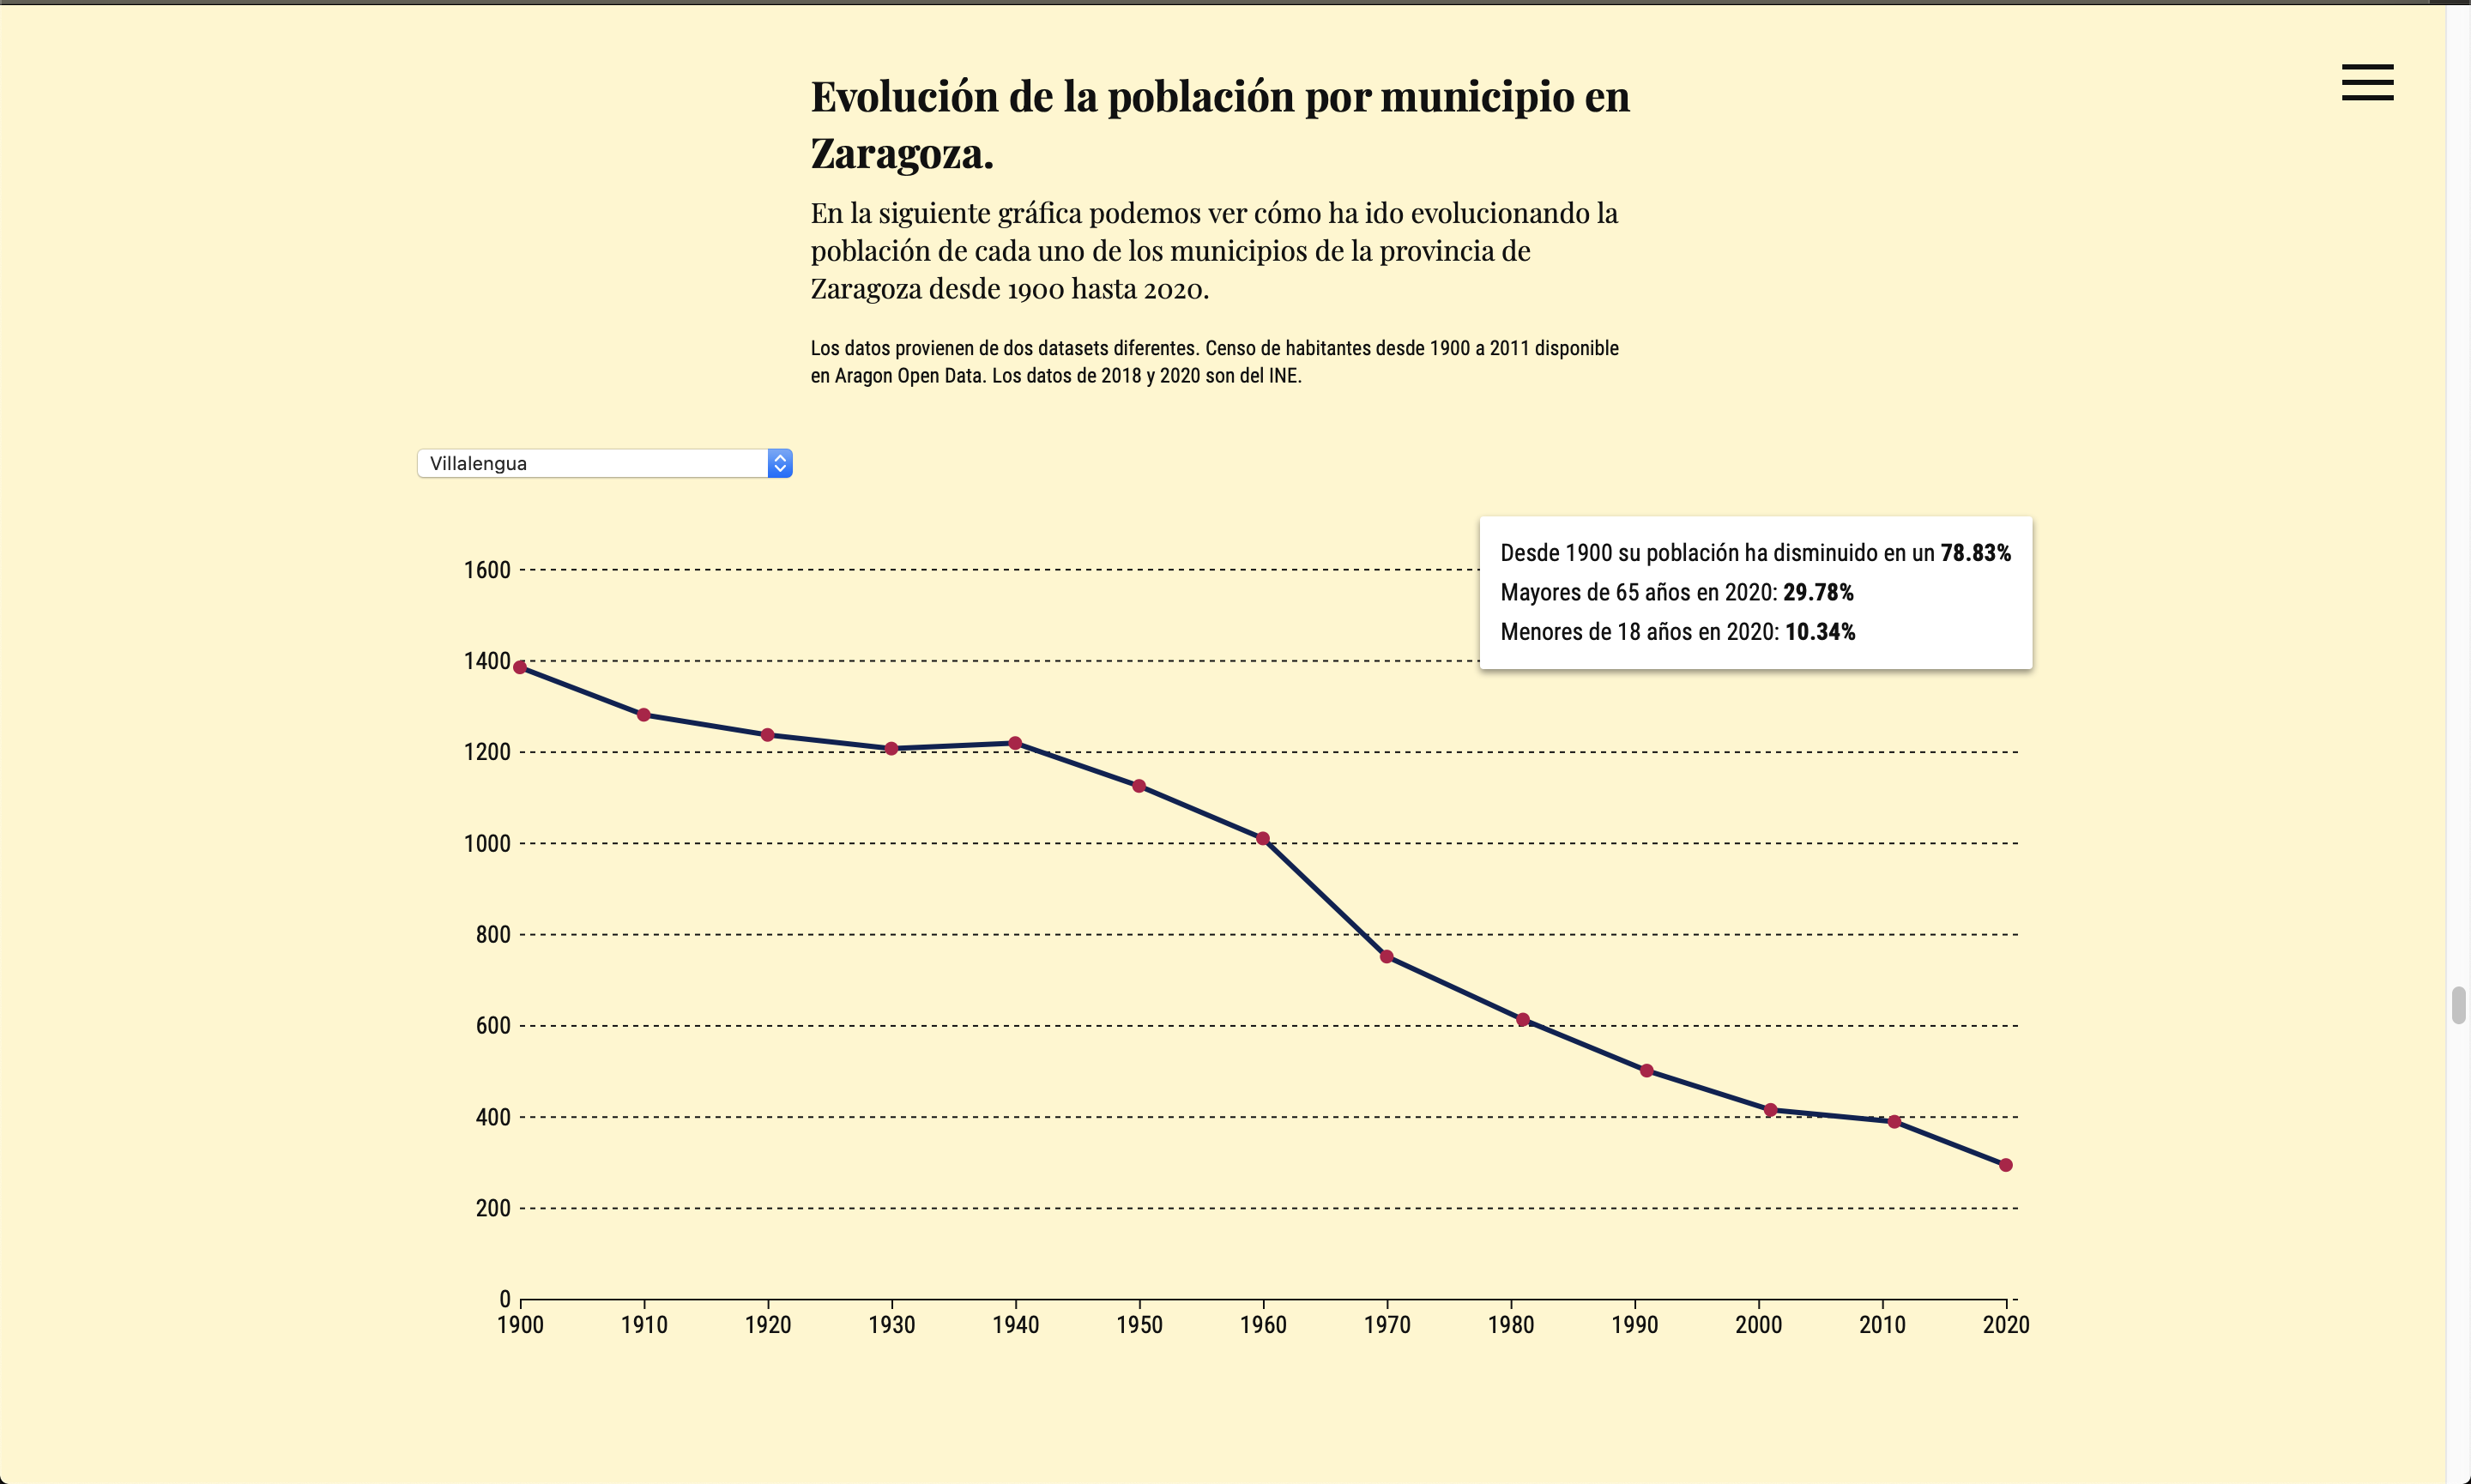 Evolución de la población por municipio en
Zaragoza.
En la siguiente gráfica podemos ver cómo ha ido evolucionando la
población de cada uno de los municipios de la provincia de
Zaragoza desde 1900 hasta 2020.
Los datos provienen de dos datasets diferentes. Censo de habitantes desde 1900 a 2011 disponible
en Aragon Open Data. Los datos de 2018 y 2020 son del INE.
Villalengua
Desde 1900 su población ha disminuido en un 78.83%
Mayores de 65 años en 2020: 29.78%
Menores de 18 años en 2020: 10.34%
1600
1400
1200
1000
800
600
400
200
0
1900 1910 1920 1930 1940 1950 1960 1970 1980 1990 2000 2010 2020